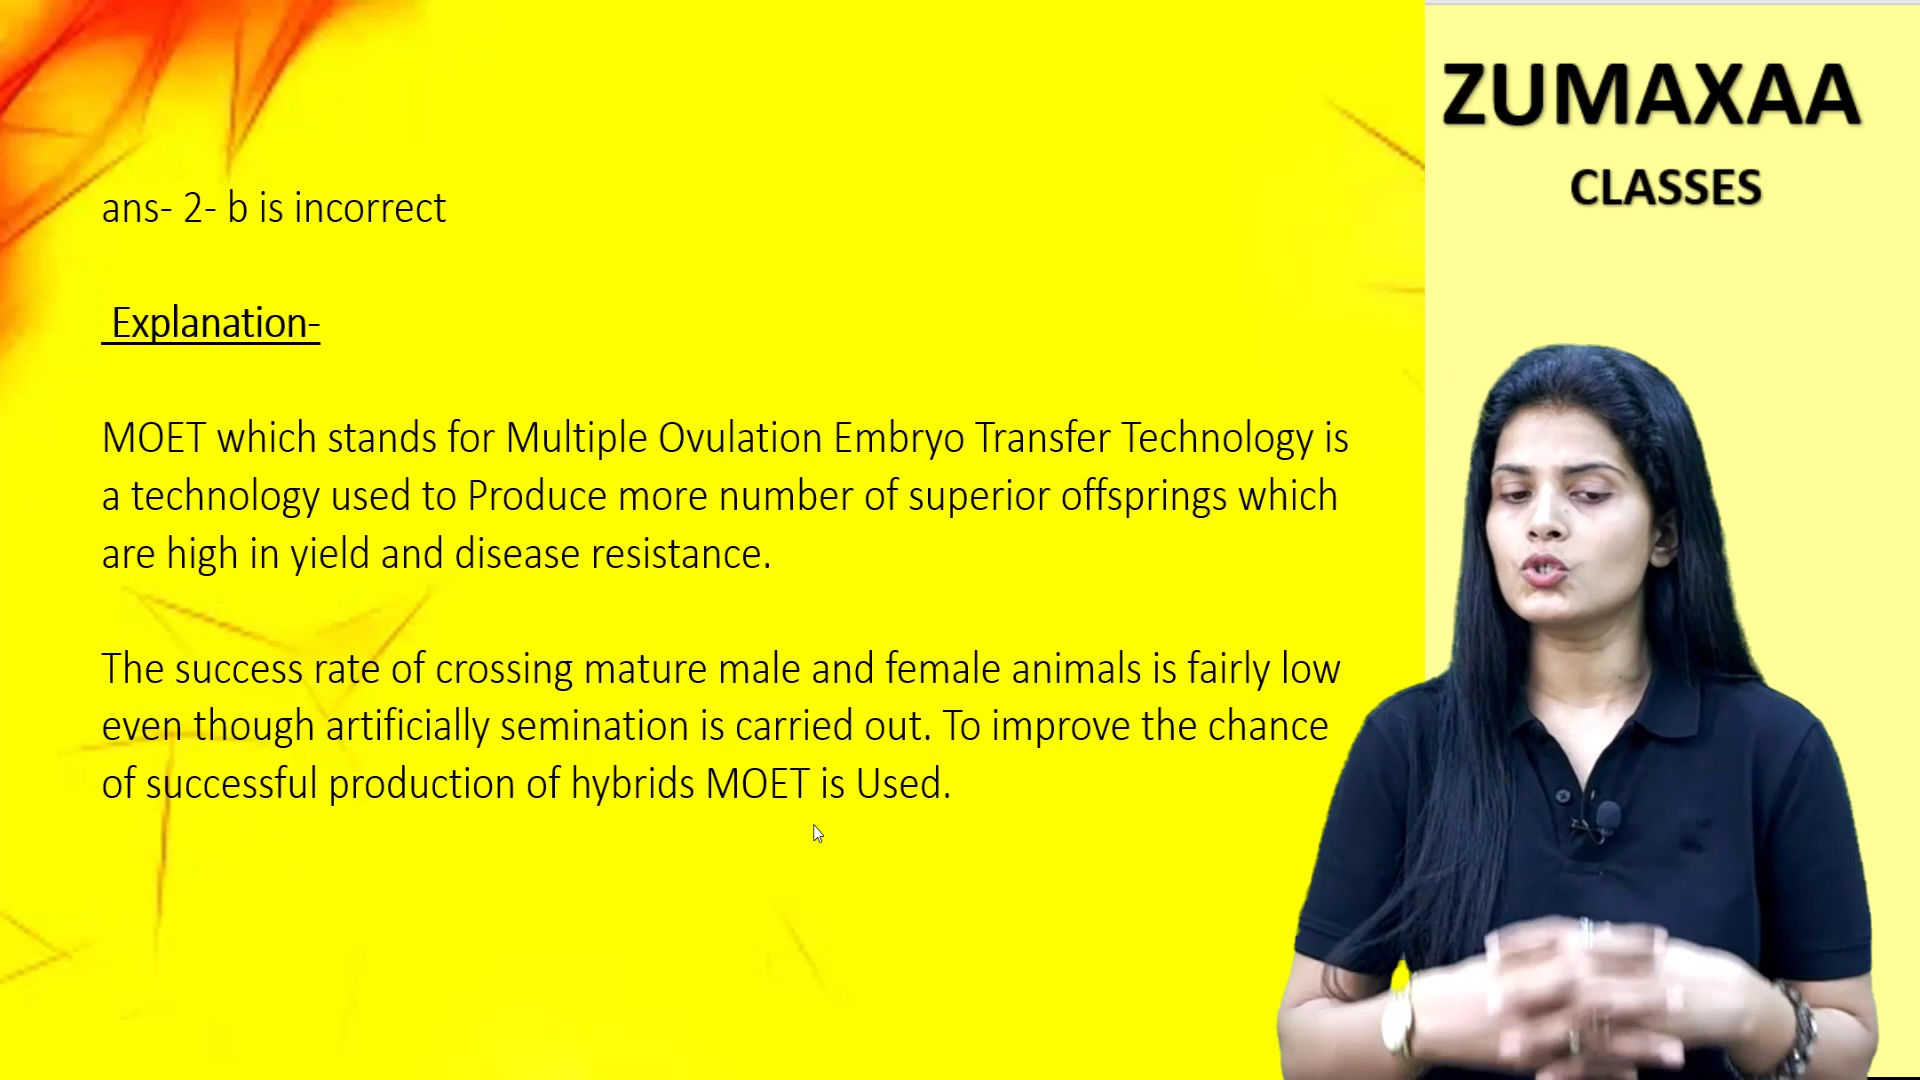 ZUMAXAA
CLASSES
ans- 2- b is incorrect
Explanation-
MOET which stands for Multiple Ovulation Embryo Transfer Technology is
a technology used to Produce more number of superior offsprings which
are high in yield and disease resistance.
The success rate of crossing mature male and female animals is fairly low
even though artificially semination is carried out. To improve the chance
of successful production of hybrids MOET is Used.